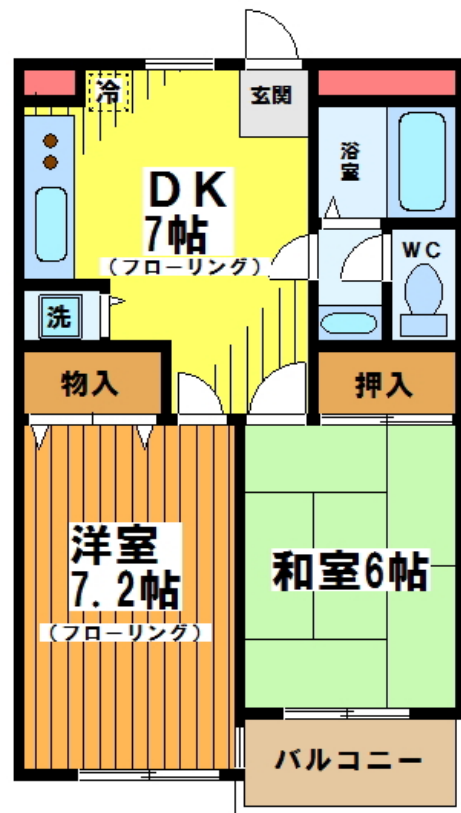 冷
玄関
浴室
DK
7帖
(フローリング)
WC
洗
物入
押入
洋室
7.2帖
(フローリング)
和室6帖
バルコニー